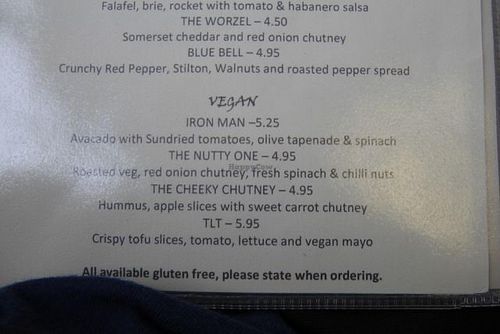 Falafel, brie, rocket with tomato & habanero salsa
THE WORZEL – 4.50
Somerset cheddar and red onion chutney
BLUE BELL – 4.95
Crunchy Red Pepper, Stilton, Walnuts and roasted pepper spread
VEGAN
IRON MAN –5.25
Avacado with Sundried tomatoes, olive tapenade & spinach
THE NUTTY ONE – 4.95
Roasted veg, red onion chutney, fresh spinach & chilli nuts
HappyCow
THE CHEEKY CHUTNEY – 4.95
Hummus, apple slices with sweet carrot chutney
TLT – 5.95
Crispy tofu slices, tomato, lettuce and vegan mayo
All available gluten free, please state when ordering.